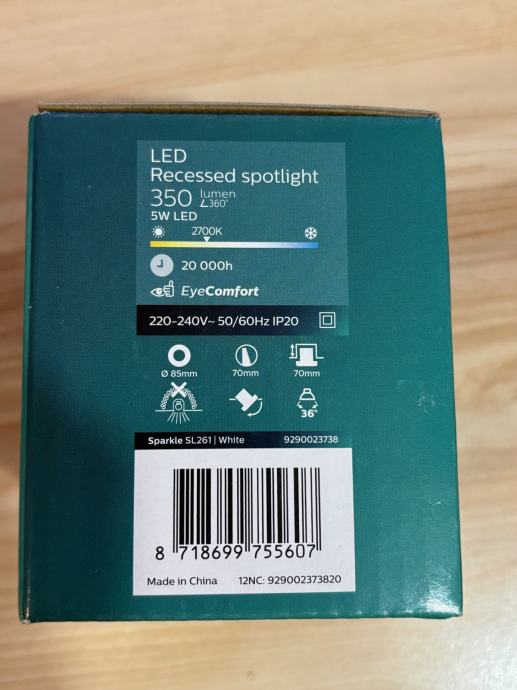 LED
Recessed spotlight
350 lumen ∠360°
5W LED
2700K
20 000h
EyeComfort
220-240V~ 50/60Hz IP20
Ø 85mm 70mm 70mm
36°
Sparkle SL261 | White 9290023738
8 718699 755607
Made in China 12NC: 929002373820